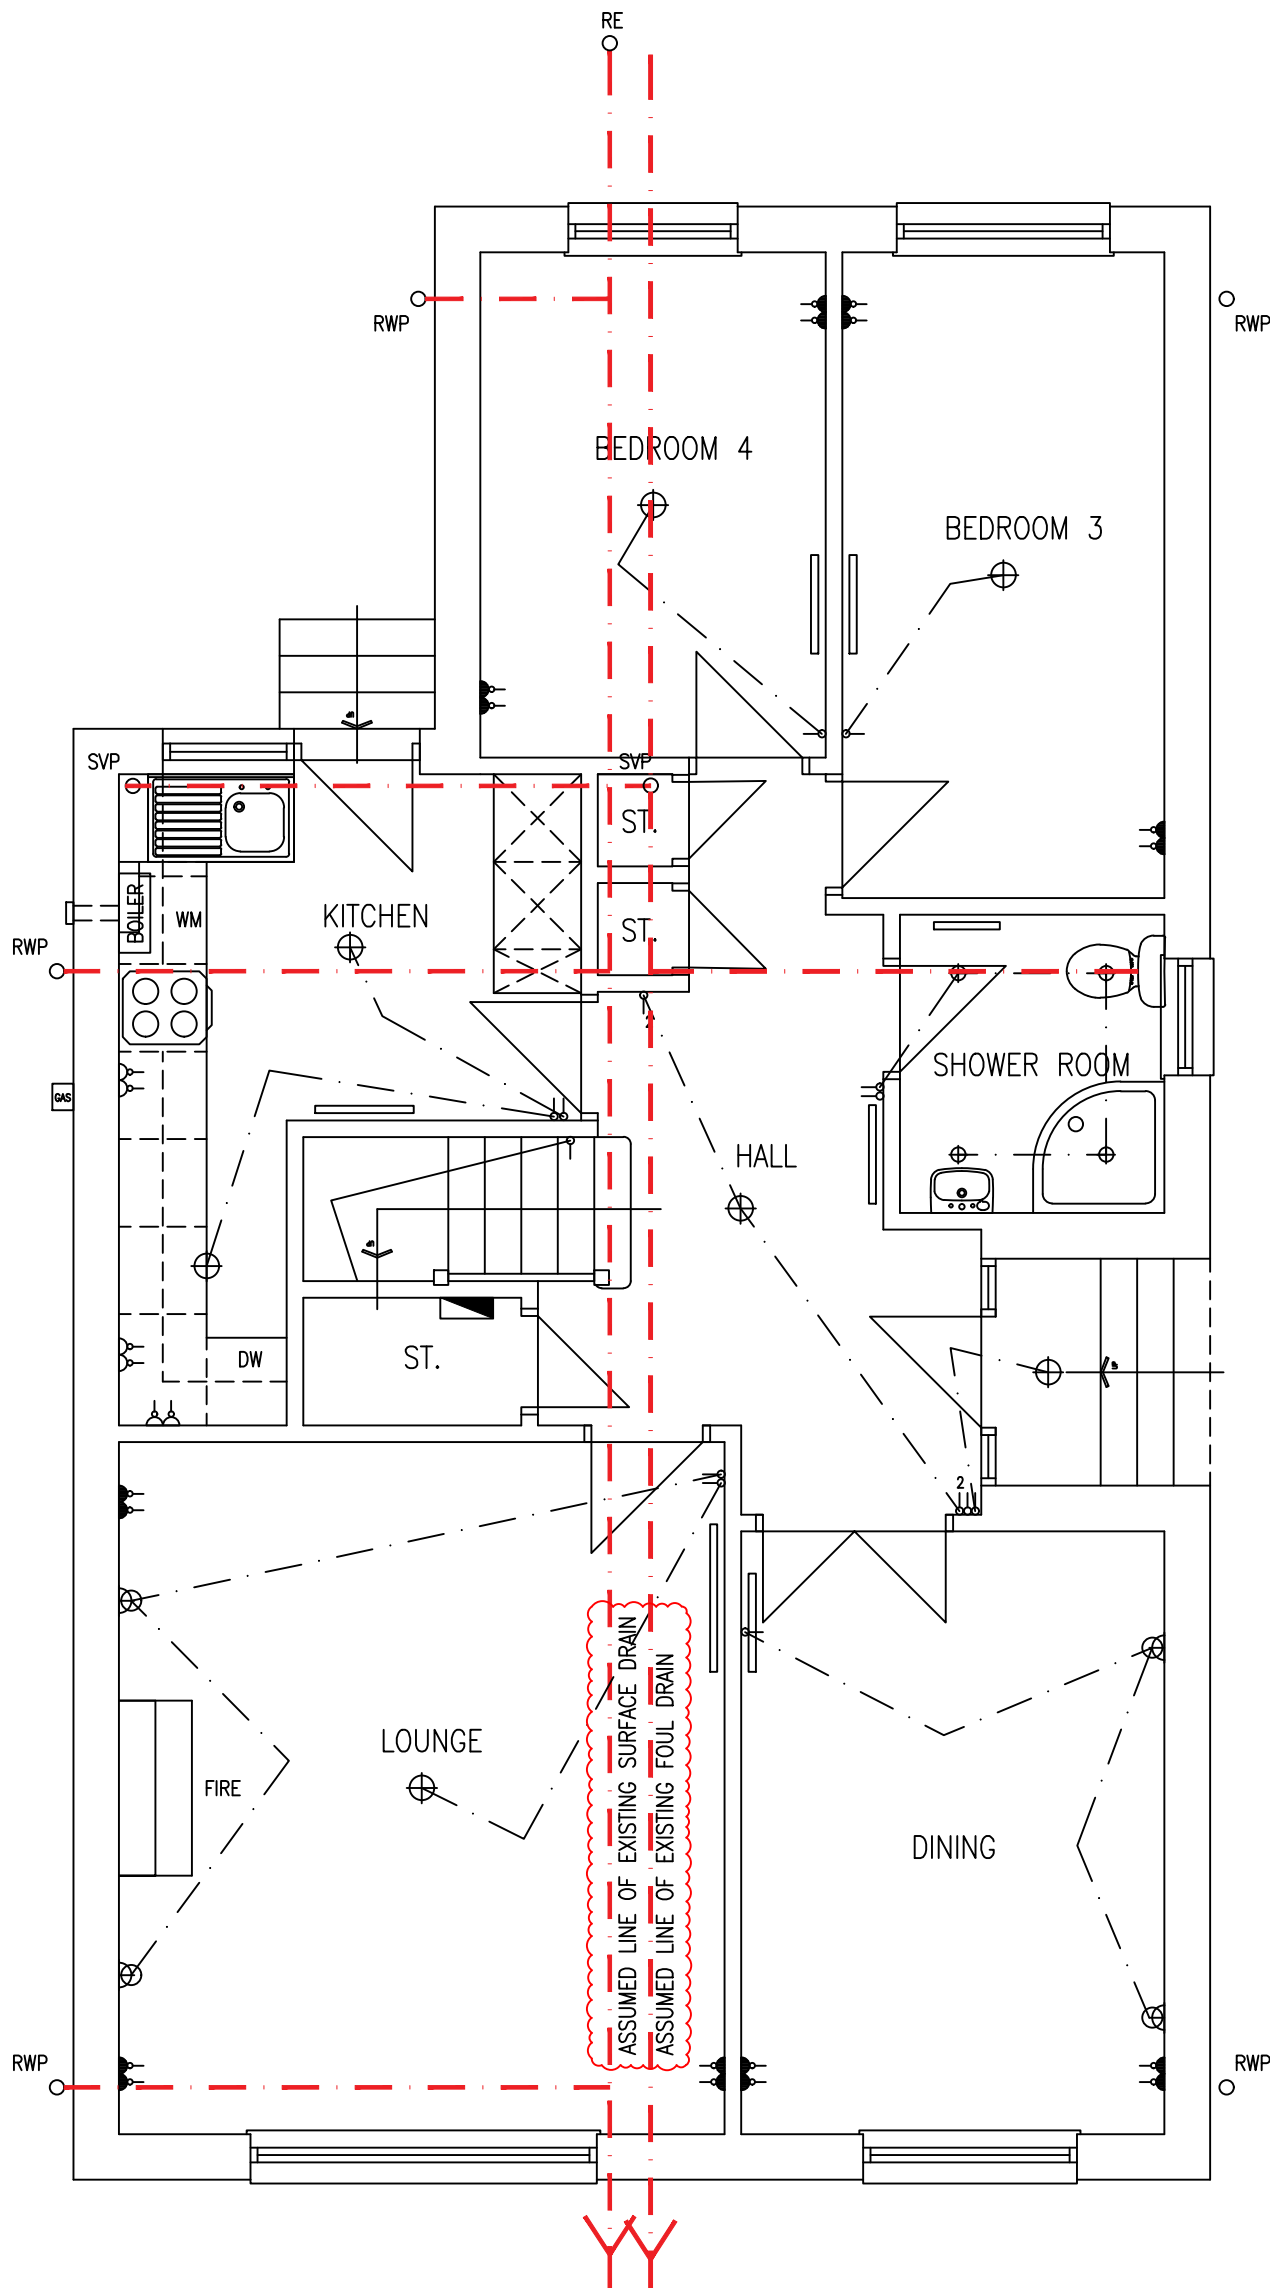 RE
RWP
RWP
BEDROOM 4
BEDROOM 3
SVP
SVP
ST.
BOILER
WM
KITCHEN
ST.
RWP
2
SHOWER ROOM
GAS
HALL
UP
DW
ST.
2
ASSUMED LINE OF EXISTING SURFACE DRAIN
ASSUMED LINE OF EXISTING FOUL DRAIN
LOUNGE
FIRE
DINING
RWP
RWP